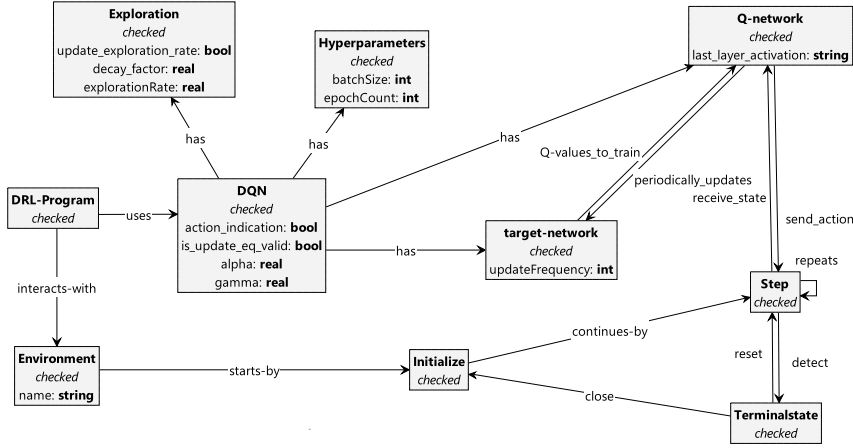 Exploration
checked
update_exploration_rate: bool
decay_factor: real
explorationRate: real
Hyperparameters
checked
batchSize: int
epochCount: int
Q-network
checked
last_layer_activation: string
has
has
has
Q-values_to_train
periodically_updates
receive_state
send_action
DRL-Program
checked
uses
DQN
checked
action_indication: bool
is_update_eq_valid: bool
alpha: real
gamma: real
has
target-network
checked
updateFrequency: int
repeats
interacts-with
Step
checked
continues-by
Environment
checked
name: string
starts-by
Initialize
checked
reset
detect
close
Terminalstate
checked